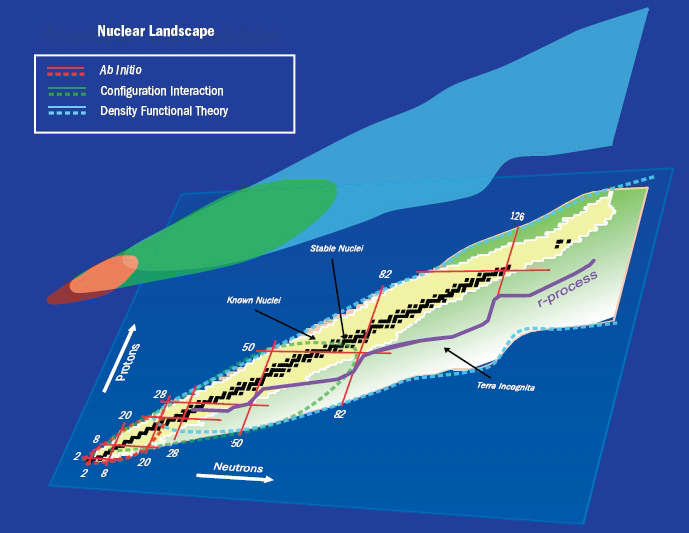 Nuclear Landscape
Ab Initio
Configuration Interaction
Density Functional Theory
126
Stable Nuclei
82
Known Nuclei
r-process
50
Protons
Terra Incognita
28
82
20
8
50
28
2
20
2
8
Neutrons